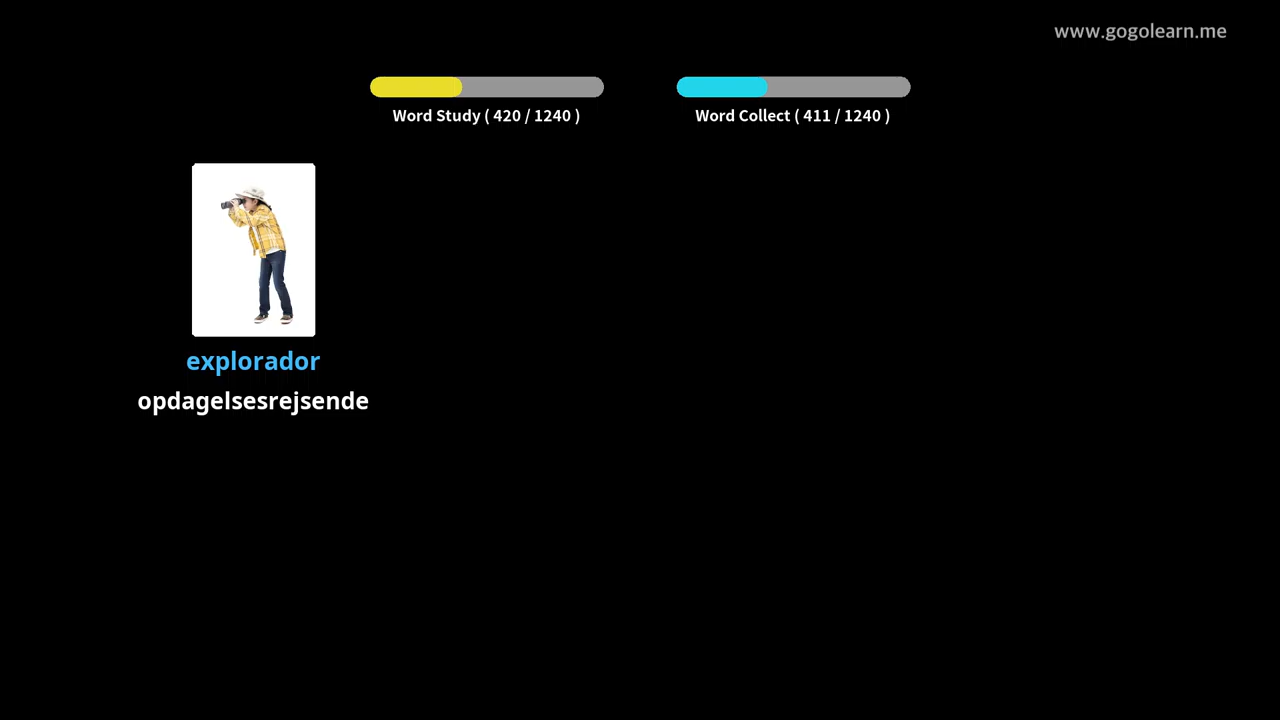 www.gogolearn.me
Word Study ( 420 / 1240 )
Word Collect ( 411 / 1240 )
explorador
opdagelsesrejsende